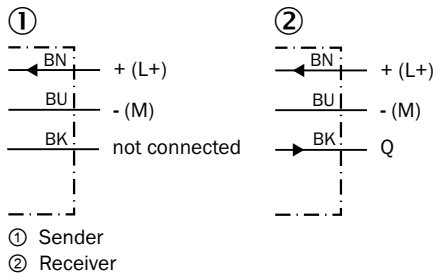 ① ②
BN + (L+) BN + (L+)
BU - (M) BU - (M)
BK not connected BK Q
① Sender
② Receiver